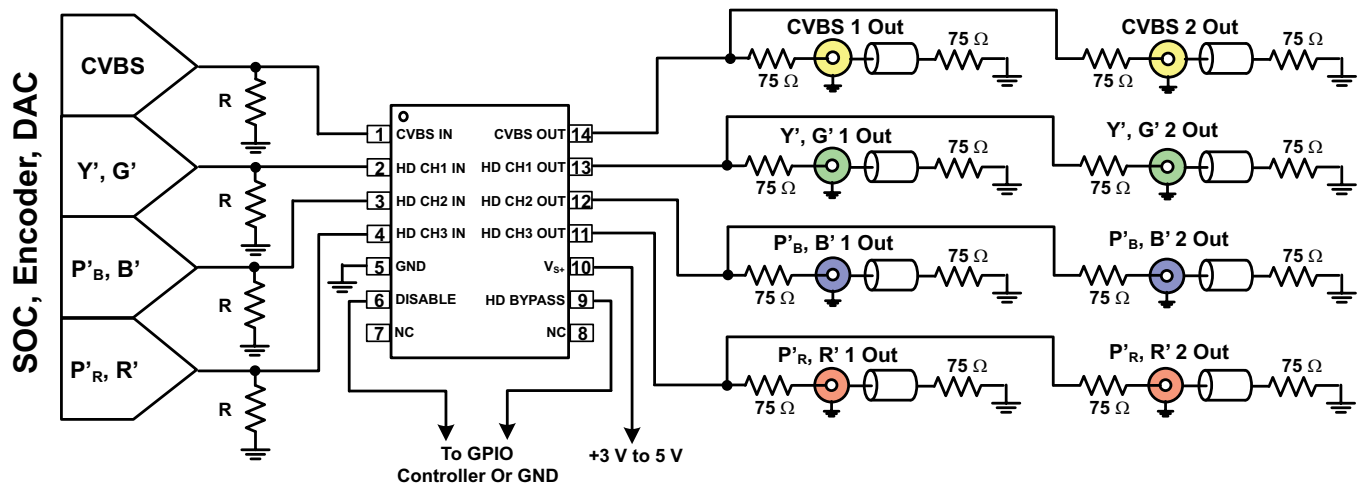 SOC, Encoder, DAC
CVBS
R
Y’, G’
R
P’B, B’
R
P’R, R’
R
1 CVBS IN
2 HD CH1 IN
3 HD CH2 IN
4 HD CH3 IN
5 GND
6 DISABLE
7 NC
CVBS OUT 14
HD CH1 OUT 13
HD CH2 OUT 12
HD CH3 OUT 11
VS+ 10
HD BYPASS 9
NC 8
To GPIO
Controller Or GND
+3 V to 5 V
CVBS 1 Out
75 Ω
75 Ω
CVBS 2 Out
75 Ω
75 Ω
Y’, G’ 1 Out
75 Ω
75 Ω
Y’, G’ 2 Out
75 Ω
75 Ω
P’B, B’ 1 Out
75 Ω
75 Ω
P’B, B’ 2 Out
75 Ω
75 Ω
P’R, R’ 1 Out
75 Ω
75 Ω
P’R, R’ 2 Out
75 Ω
75 Ω